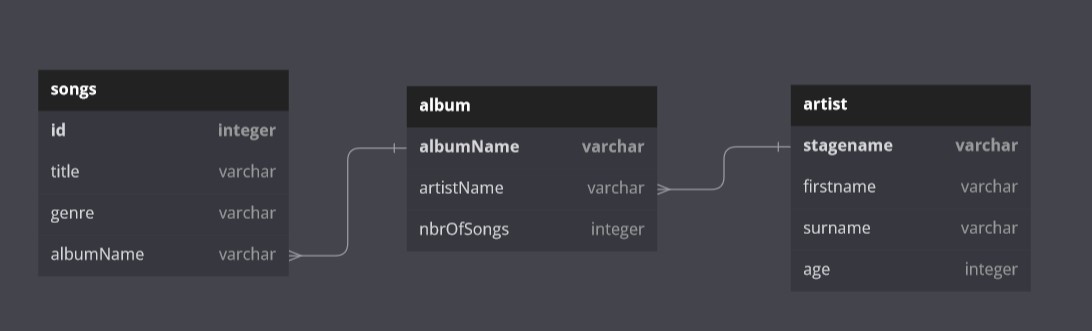 songs
id integer
title varchar
genre varchar
albumName varchar
album
albumName varchar
artistName varchar
nbrOfSongs integer
artist
stagename varchar
firstname varchar
surname varchar
age integer